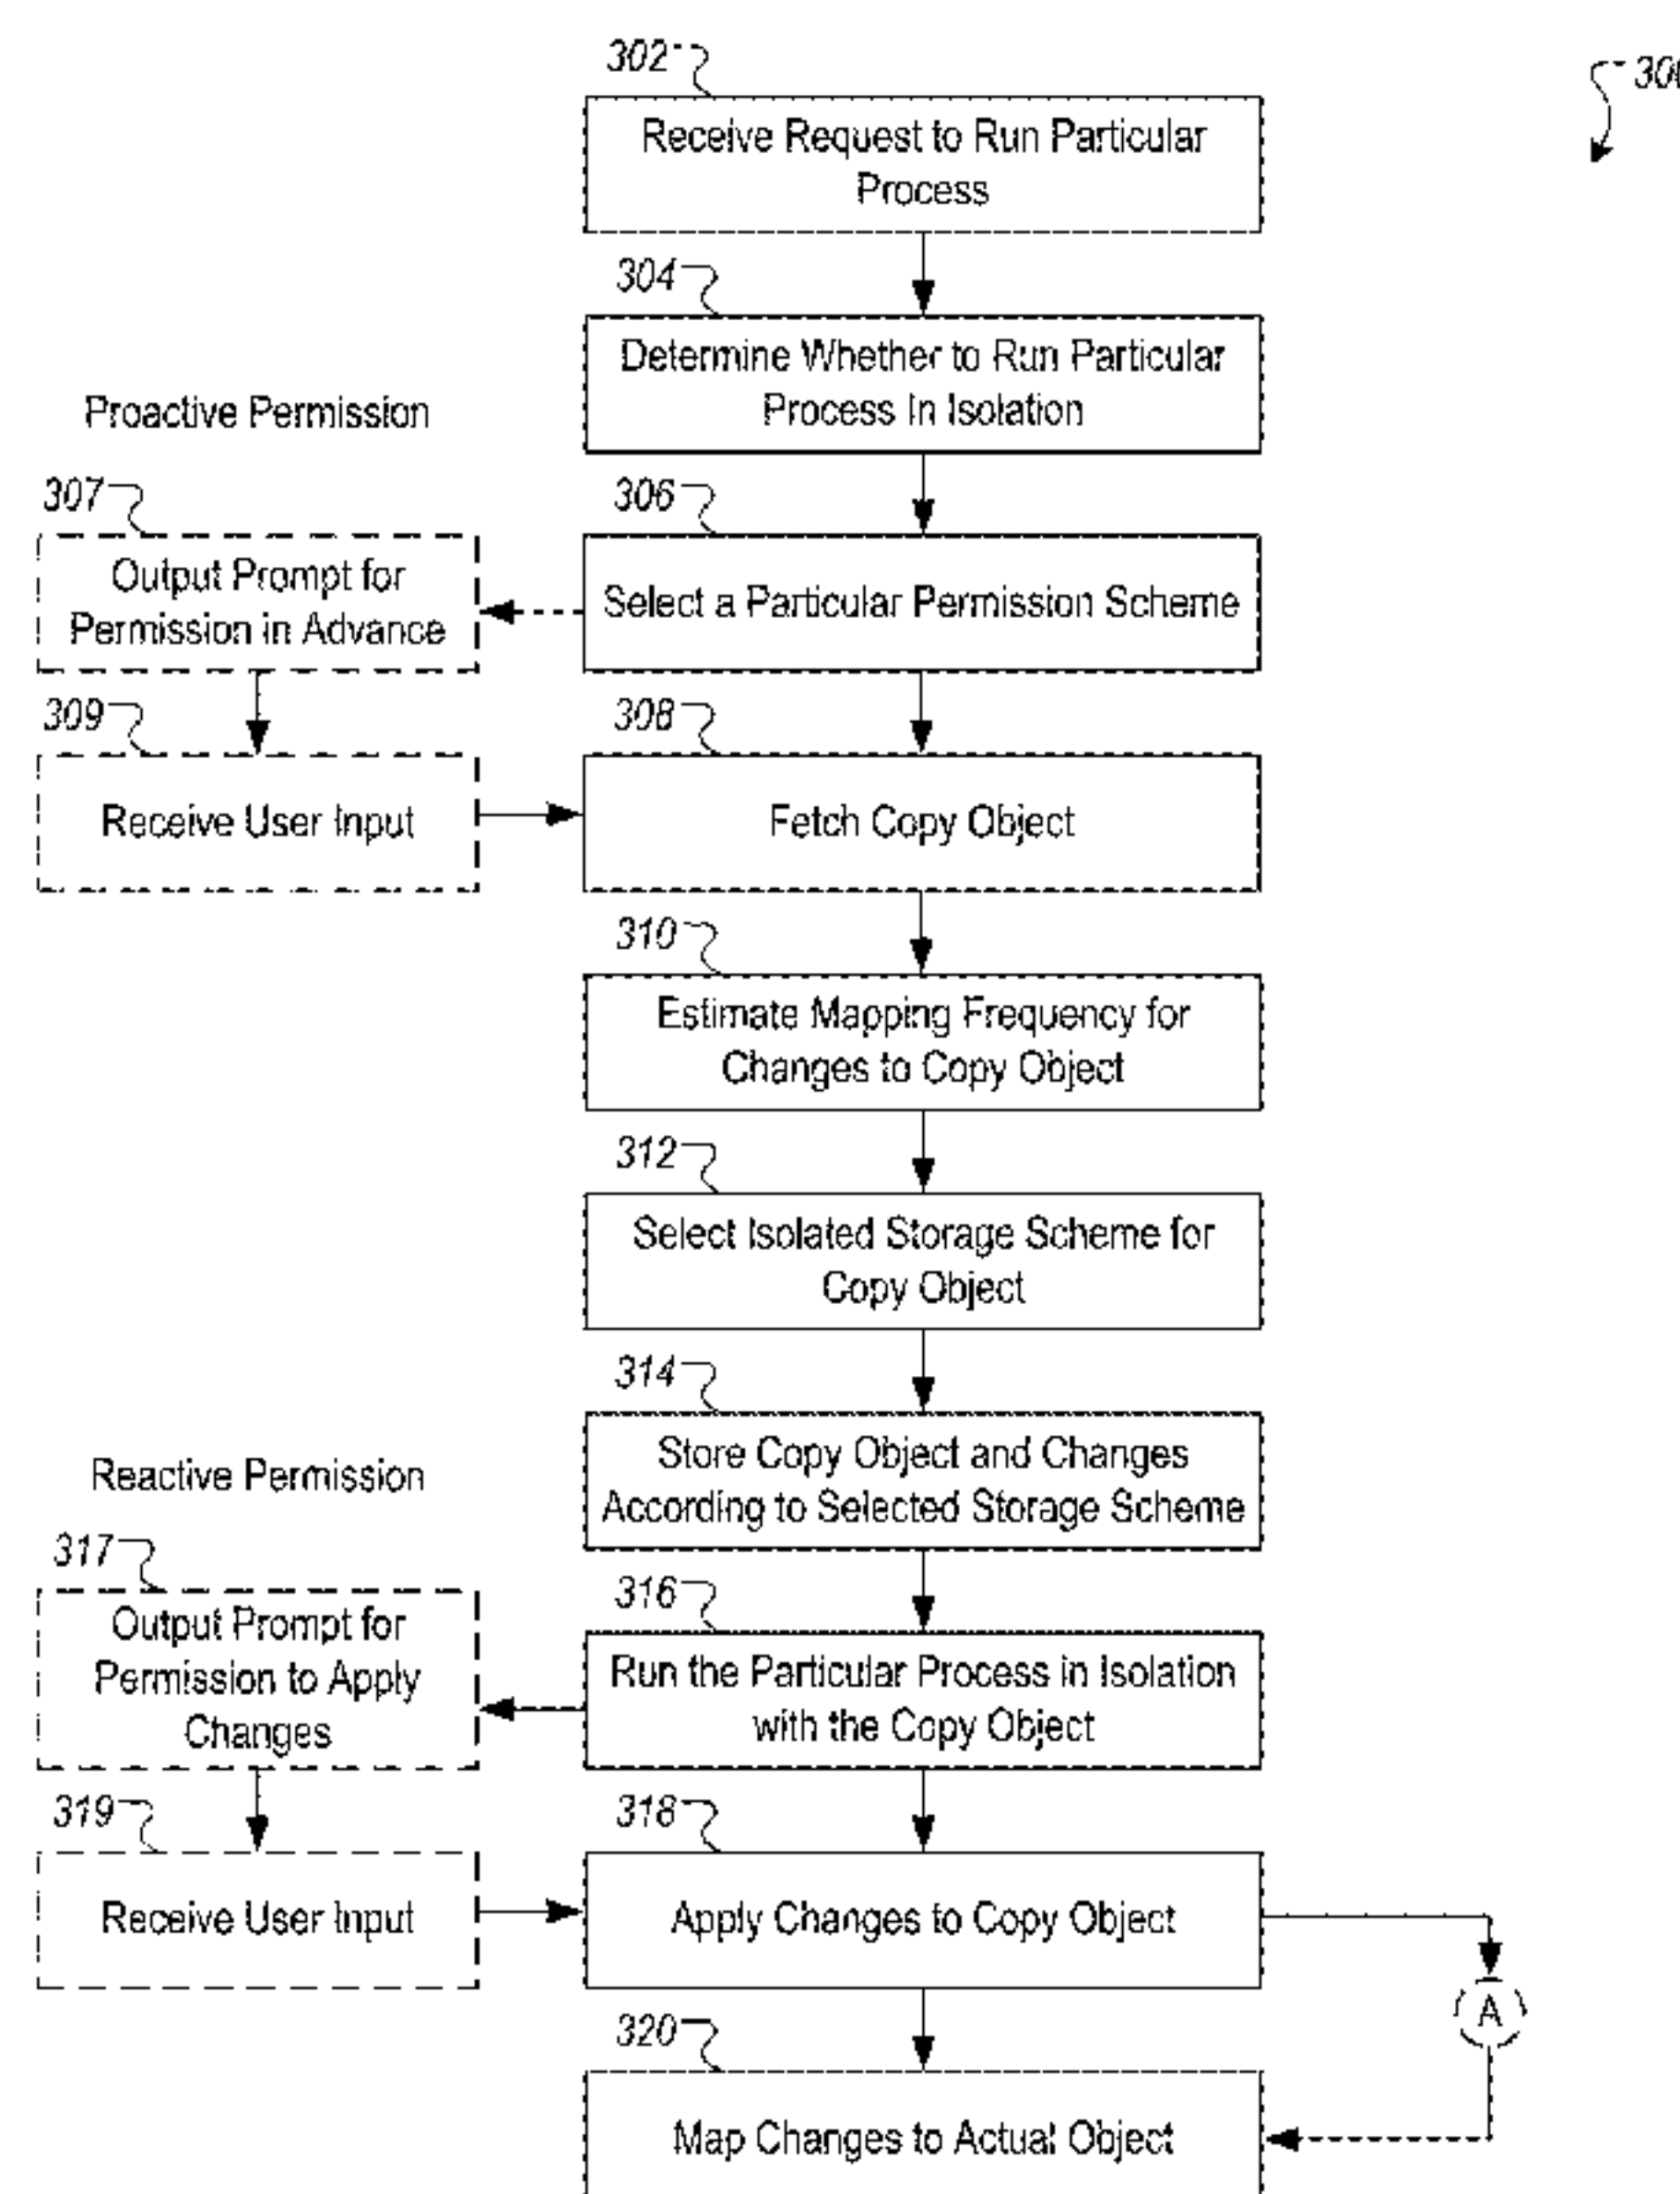 302
300
Receive Request to Run Particular
Process
304
Determine Whether to Run Particular
Process In Isolation
Proactive Permission
307
Output Prompt for
Permission in Advance
306
Select a Particular Permission Scheme
309
Receive User Input
308
Fetch Copy Object
310
Estimate Mapping Frequency for
Changes to Copy Object
312
Select Isolated Storage Scheme for
Copy Object
314
Store Copy Object and Changes
According to Selected Storage Scheme
Reactive Permission
317
Output Prompt for
Permission to Apply
Changes
316
Run the Particular Process in Isolation
with the Copy Object
319
Receive User Input
318
Apply Changes to Copy Object
A
320
Map Changes to Actual Object